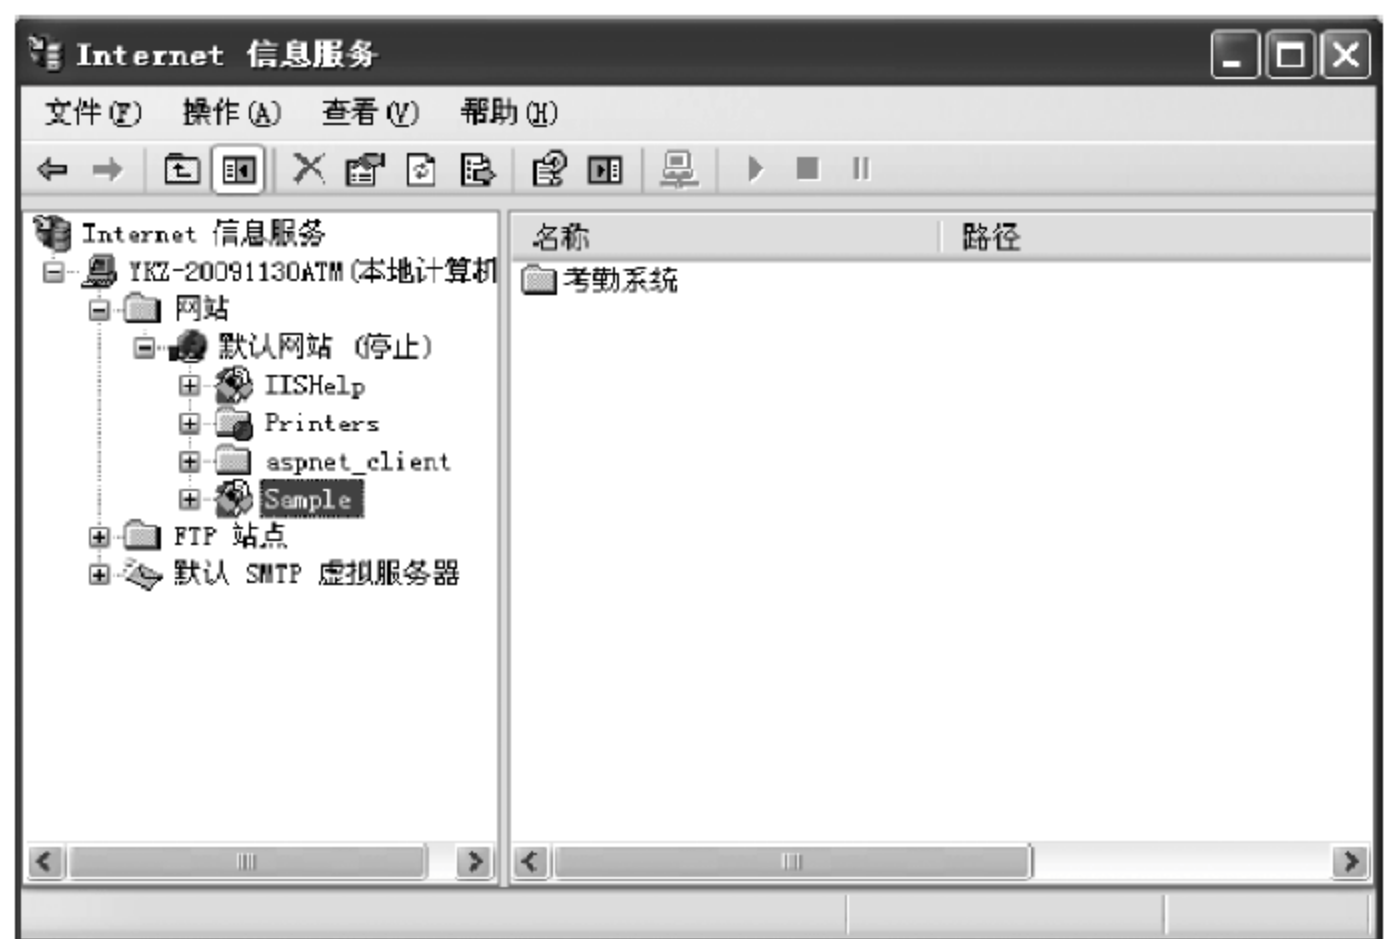 Internet 信息服务
文件(F) 操作(A) 查看(V) 帮助(H)
Internet 信息服务
YKZ-20091130ATM(本地计算机
网站
默认网站 (停止)
IISHelp
Printers
aspnet_client
Sample
FTP 站点
默认 SMTP 虚拟服务器
名称 路径
考勤系统